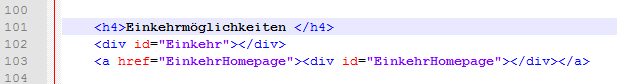 100
101 <h4>Einkehrmöglichkeiten </h4>
102 <div id="Einkehr"></div>
103 <a href="EinkehrHomepage"><div id="EinkehrHomepage"></div></a>
104